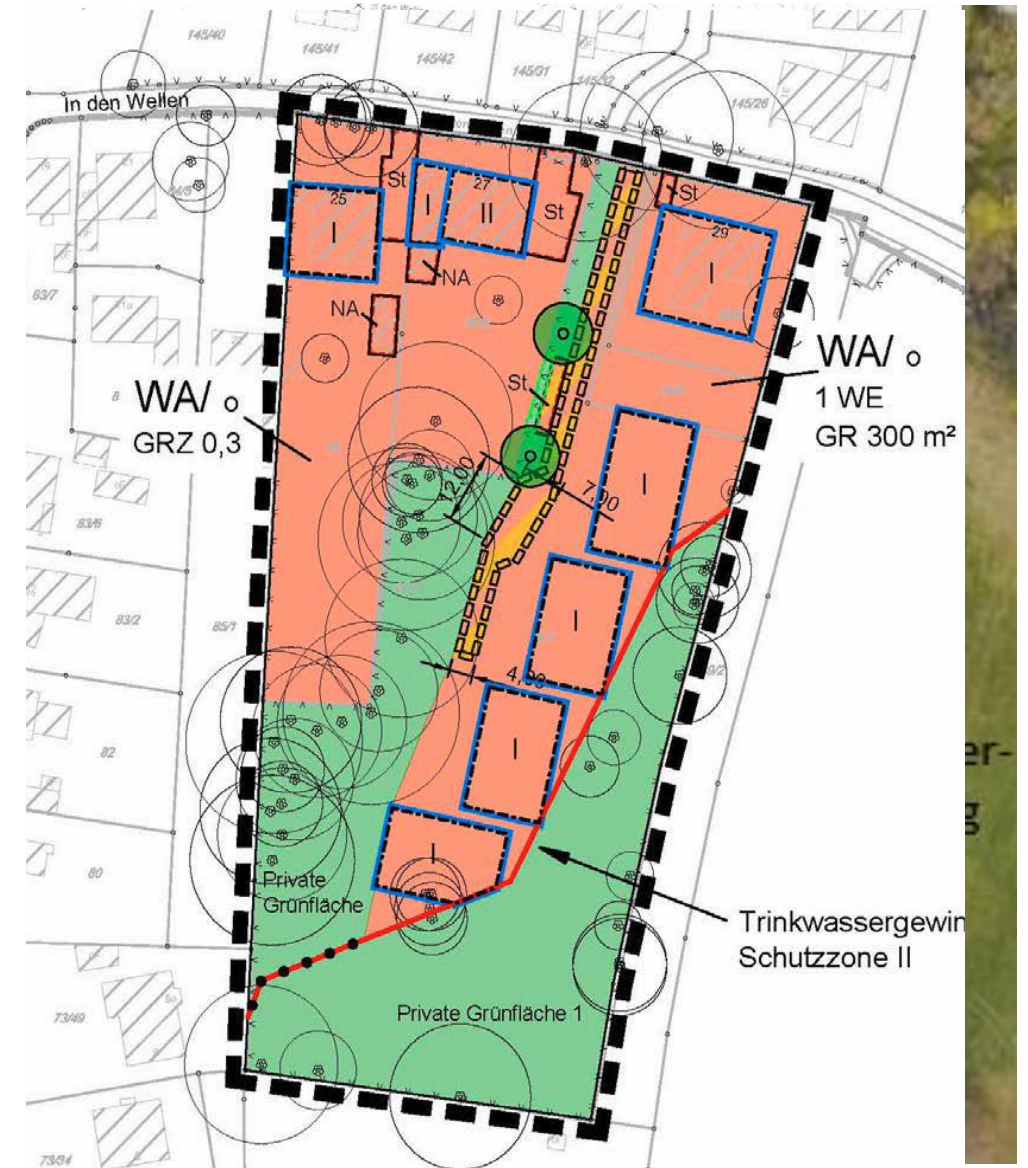 145/40
145/41
145/42
145/31
145/32
145/26
In den Wellen
25
I
St
I
27
II
St
St
29
I
NA
NA
83/7
WA/ o
GRZ 0,3
WA/ o
1 WE
GR 300 m²
St
12,00
7,00
I
83/6
83/2
85/1
I
4,00
I
82
I
80
Private
Grünfläche
er-
g
Trinkwassergewin
Schutzzone II
Private Grünfläche 1
73/49
73/34